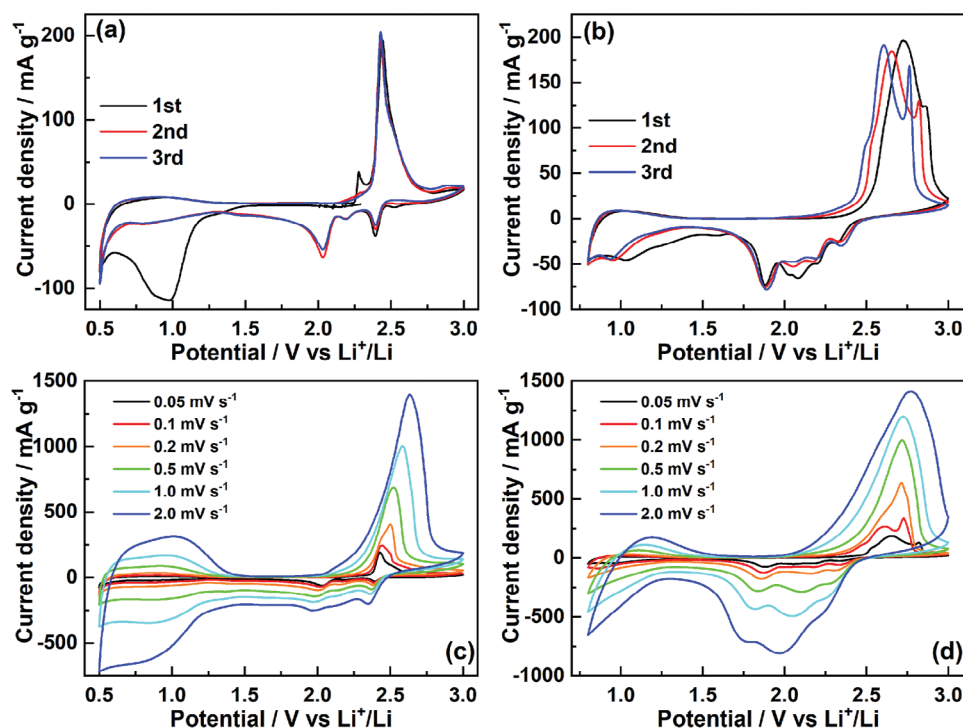 (a)
Current density / mA g⁻¹
200
100
0
-100
1st
2nd
3rd
0.5 1.0 1.5 2.0 2.5 3.0
Potential / V vs Li⁺/Li
(b)
Current density / mA g⁻¹
200
150
100
50
0
-50
-100
1st
2nd
3rd
1.0 1.5 2.0 2.5 3.0
Potential / V vs Li⁺/Li
Current density / mA g⁻¹
1500
1000
500
0
-500
0.05 mV s⁻¹
0.1 mV s⁻¹
0.2 mV s⁻¹
0.5 mV s⁻¹
1.0 mV s⁻¹
2.0 mV s⁻¹
(c)
0.5 1.0 1.5 2.0 2.5 3.0
Potential / V vs Li⁺/Li
Current density / mA g⁻¹
1500
1000
500
0
-500
-1000
0.05 mV s⁻¹
0.1 mV s⁻¹
0.2 mV s⁻¹
0.5 mV s⁻¹
1.0 mV s⁻¹
2.0 mV s⁻¹
(d)
1.0 1.5 2.0 2.5 3.0
Potential / V vs Li⁺/Li